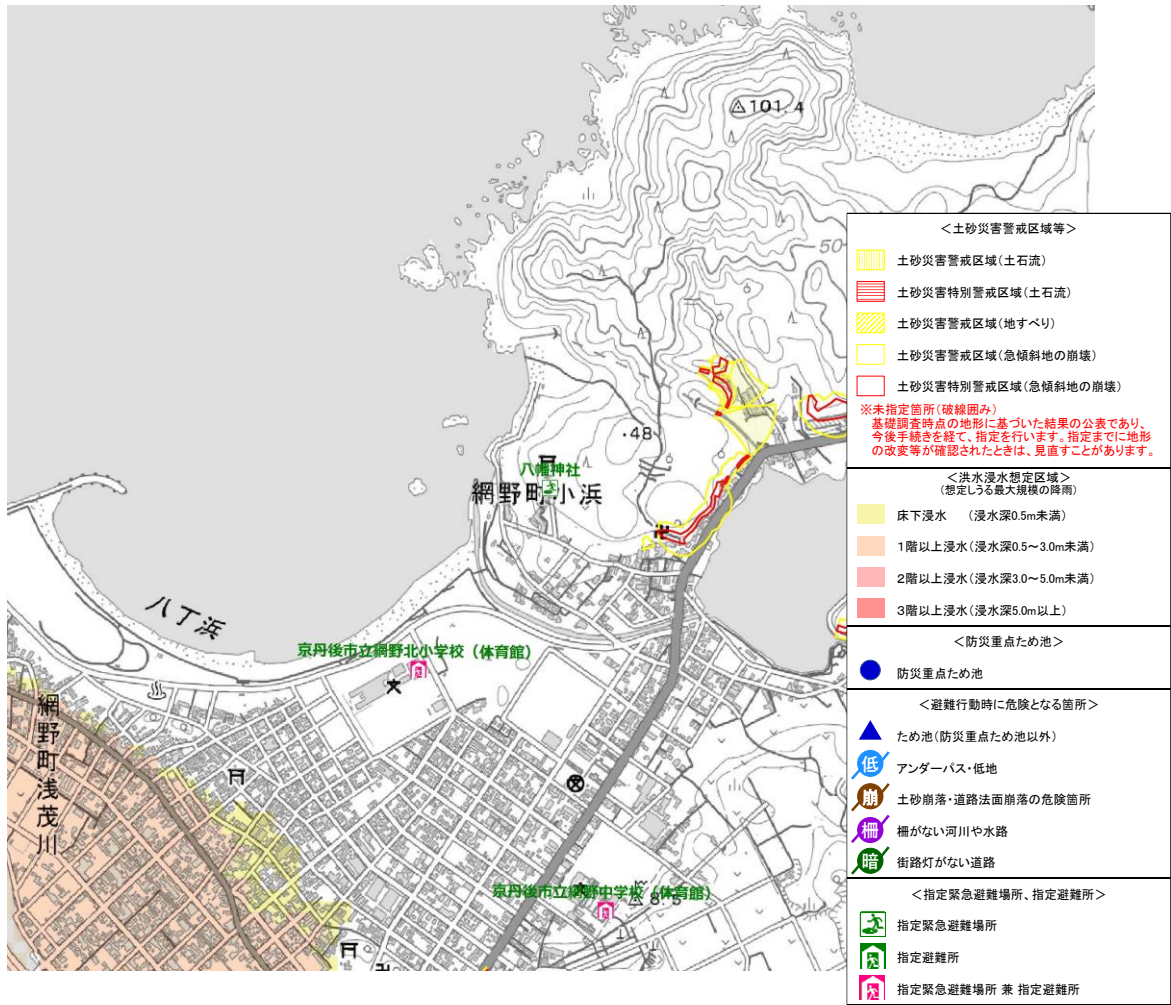 101.4
50
・48
八幡神社
網野町小浜
八丁浜
京丹後市立網野北小学校（体育館）
網野町浅茂川
京丹後市立網野中学校（体育館）
8.5
＜土砂災害警戒区域等＞
土砂災害警戒区域（土石流）
土砂災害特別警戒区域（土石流）
土砂災害警戒区域（地すべり）
土砂災害警戒区域（急傾斜地の崩壊）
土砂災害特別警戒区域（急傾斜地の崩壊）
※未指定箇所（破線囲み）
基礎調査時点の地形に基づいた結果の公表であり、
今後手続きを経て、指定を行います。指定までに地形
の改変等が確認されたときは、見直すことがあります。
＜洪水浸水想定区域＞
（想定しうる最大規模の降雨）
床下浸水　（浸水深0.5m未満）
1階以上浸水（浸水深0.5～3.0m未満）
2階以上浸水（浸水深3.0～5.0m未満）
3階以上浸水（浸水深5.0m以上）
＜防災重点ため池＞
防災重点ため池
＜避難行動時に危険となる箇所＞
ため池（防災重点ため池以外）
低 アンダーパス・低地
崩 土砂崩落・道路法面崩落の危険箇所
柵 柵がない河川や水路
暗 街路灯がない道路
＜指定緊急避難場所、指定避難所＞
指定緊急避難場所
指定避難所
指定緊急避難場所 兼 指定避難所